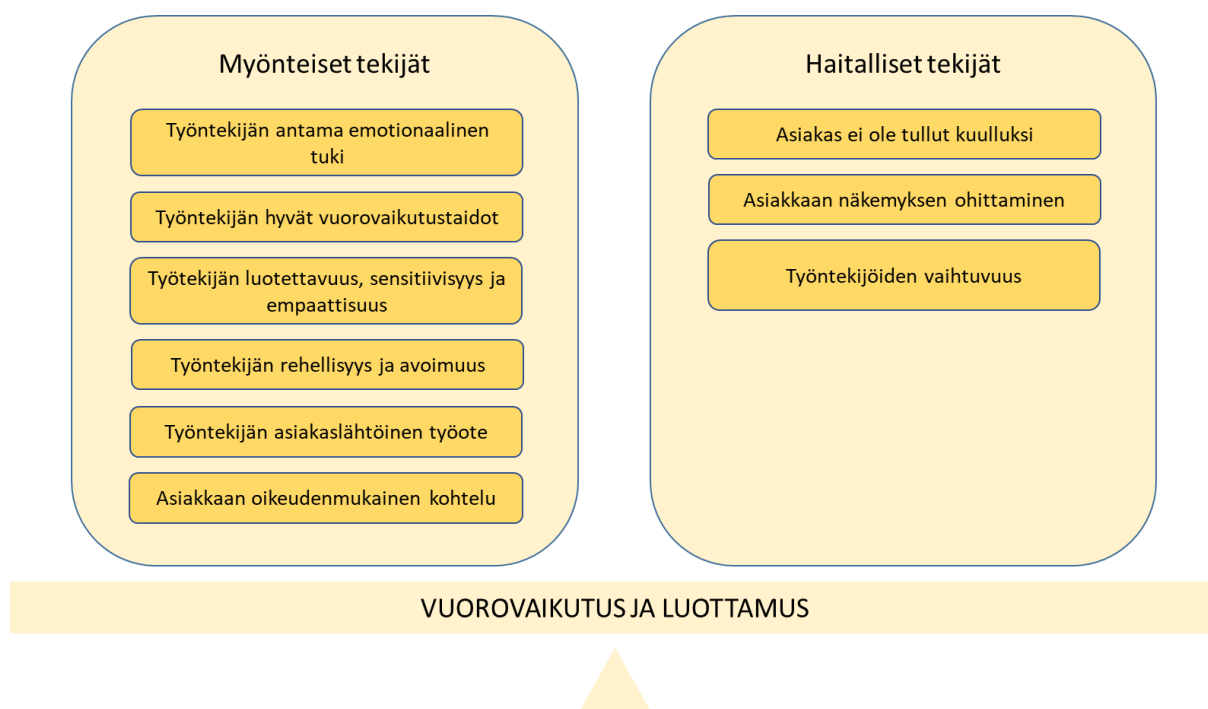 Myönteiset tekijät
Työntekijän antama emotionaalinen
tuki
Työntekijän hyvät vuorovaikutustaidot
Työtekijän luotettavuus, sensitiivisyys ja
empaattisuus
Työntekijän rehellisyys ja avoimuus
Työntekijän asiakaslähtöinen työote
Asiakkaan oikeudenmukainen kohtelu
Haitalliset tekijät
Asiakas ei ole tullut kuulluksi
Asiakkaan näkemyksen ohittaminen
Työntekijöiden vaihtuvuus
VUOROVAIKUTUS JA LUOTTAMUS